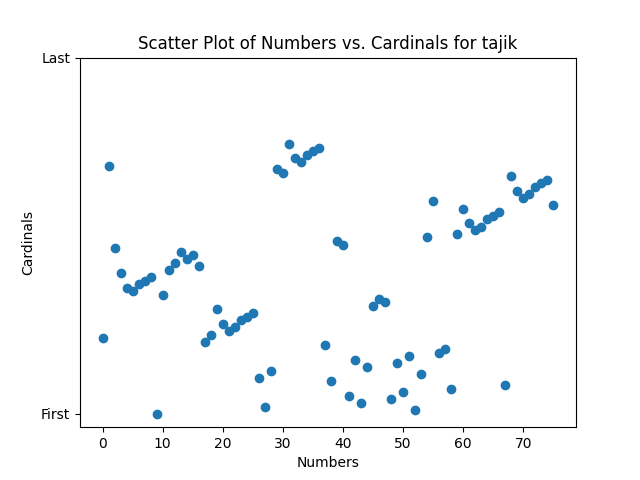 Scatter Plot of Numbers vs. Cardinals for tajik
Last
Cardinals
First
0 10 20 30 40 50 60 70
Numbers